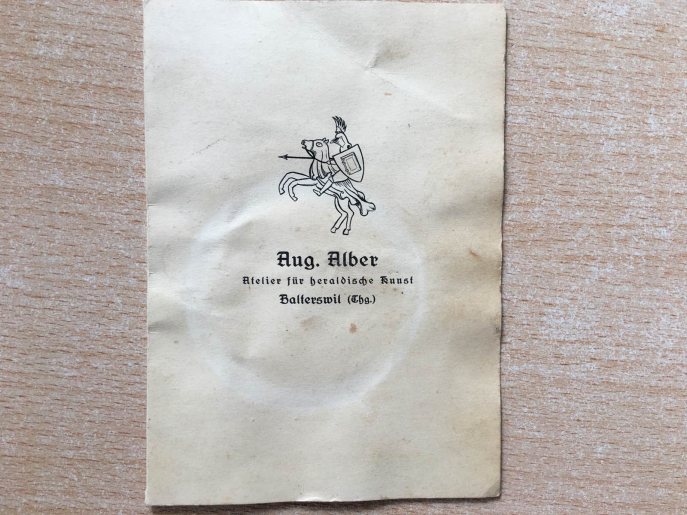 Aug. Alber
Atelier für heraldische Kunst
Balterswil (Thg.)